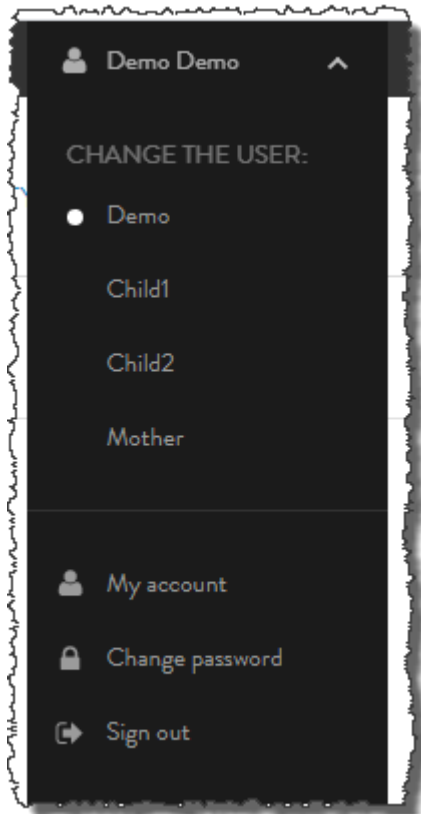 Demo Demo
CHANGE THE USER:
Demo
Child1
Child2
Mother
My account
Change password
Sign out